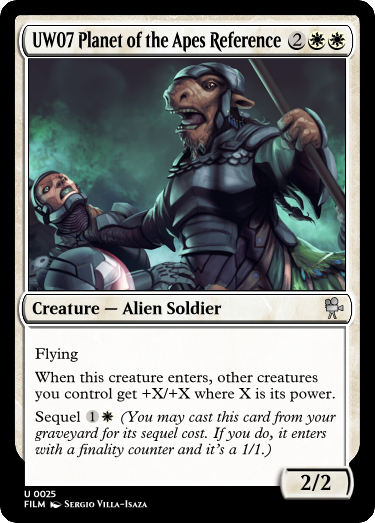 UW07 Planet of the Apes Reference 2
Creature — Alien Soldier
Flying
When this creature enters, other creatures
you control get +X/+X where X is its power.
Sequel 1 (You may cast this card from your
graveyard for its sequel cost. If you do, it enters
with a finality counter and it's a 1/1.)
2/2
U 0025
FILM Sergio Villa-Isaza